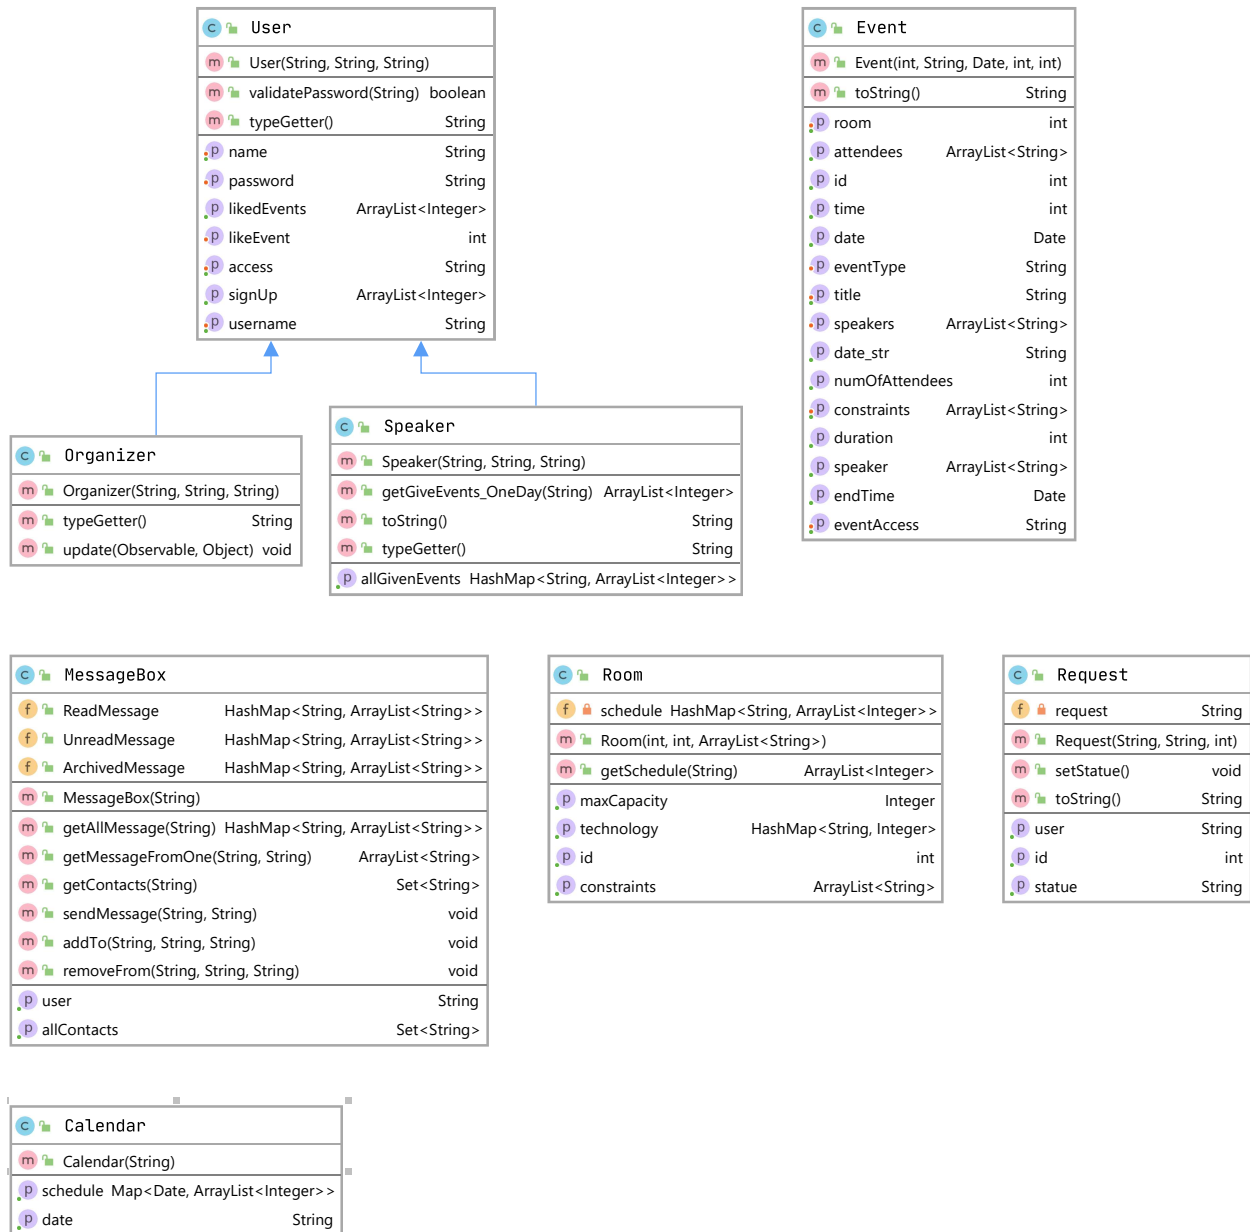 User
User(String, String, String)
validatePassword(String) boolean
typeGetter() String
name String
password String
likedEvents ArrayList<Integer>
likeEvent int
access String
signUp ArrayList<Integer>
username String
Event
Event(int, String, Date, int, int)
toString() String
room int
attendees ArrayList<String>
id int
time int
date Date
eventType String
title String
speakers ArrayList<String>
date_str String
numOfAttendees int
constraints ArrayList<String>
duration int
speaker ArrayList<String>
endTime Date
eventAccess String
Organizer
Organizer(String, String, String)
typeGetter() String
update(Observable, Object) void
Speaker
Speaker(String, String, String)
getGiveEvents_OneDay(String) ArrayList<Integer>
toString() String
typeGetter() String
allGivenEvents HashMap<String, ArrayList<Integer>>
MessageBox
ReadMessage HashMap<String, ArrayList<String>>
UnreadMessage HashMap<String, ArrayList<String>>
ArchivedMessage HashMap<String, ArrayList<String>>
MessageBox(String)
getAllMessage(String) HashMap<String, ArrayList<String>>
getMessageFromOne(String, String) ArrayList<String>
getContacts(String) Set<String>
sendMessage(String, String) void
addTo(String, String, String) void
removeFrom(String, String, String) void
user String
allContacts Set<String>
Room
schedule HashMap<String, ArrayList<Integer>>
Room(int, int, ArrayList<String>)
getSchedule(String) ArrayList<Integer>
maxCapacity Integer
technology HashMap<String, Integer>
id int
constraints ArrayList<String>
Request
request String
Request(String, String, int)
setStatue() void
toString() String
user String
id int
statue String
Calendar
Calendar(String)
schedule Map<Date, ArrayList<Integer>>
date String